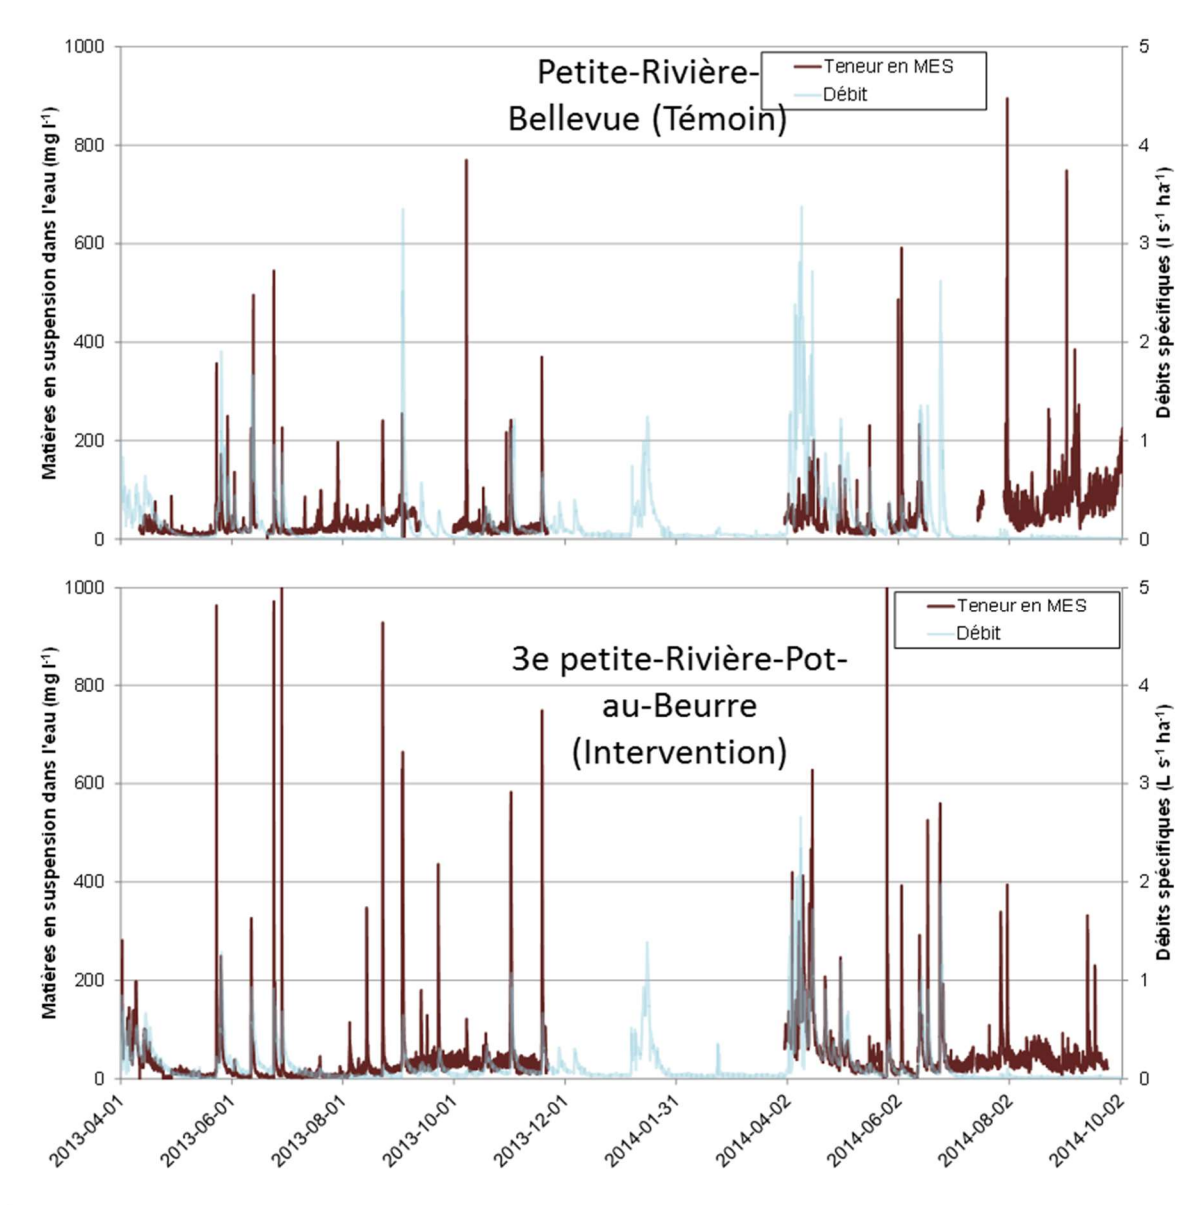 Petite-Rivière-
Bellevue (Témoin)
Teneur en MES
Débit
Matières en suspension dans l'eau (mg l-1)
1000
800
600
400
200
0
5
4
3
2
1
0
Débits spécifiques (l s-1 ha-1)
3e petite-Rivière-Pot-
au-Beurre
(Intervention)
Teneur en MES
Débit
Matières en suspension dans l'eau (mg l-1)
1000
800
600
400
200
0
5
4
3
2
1
0
Débits spécifiques (L s-1 ha-1)
2013-04-01
2013-06-01
2013-08-01
2013-10-01
2013-12-01
2014-01-31
2014-04-02
2014-06-02
2014-08-02
2014-10-02